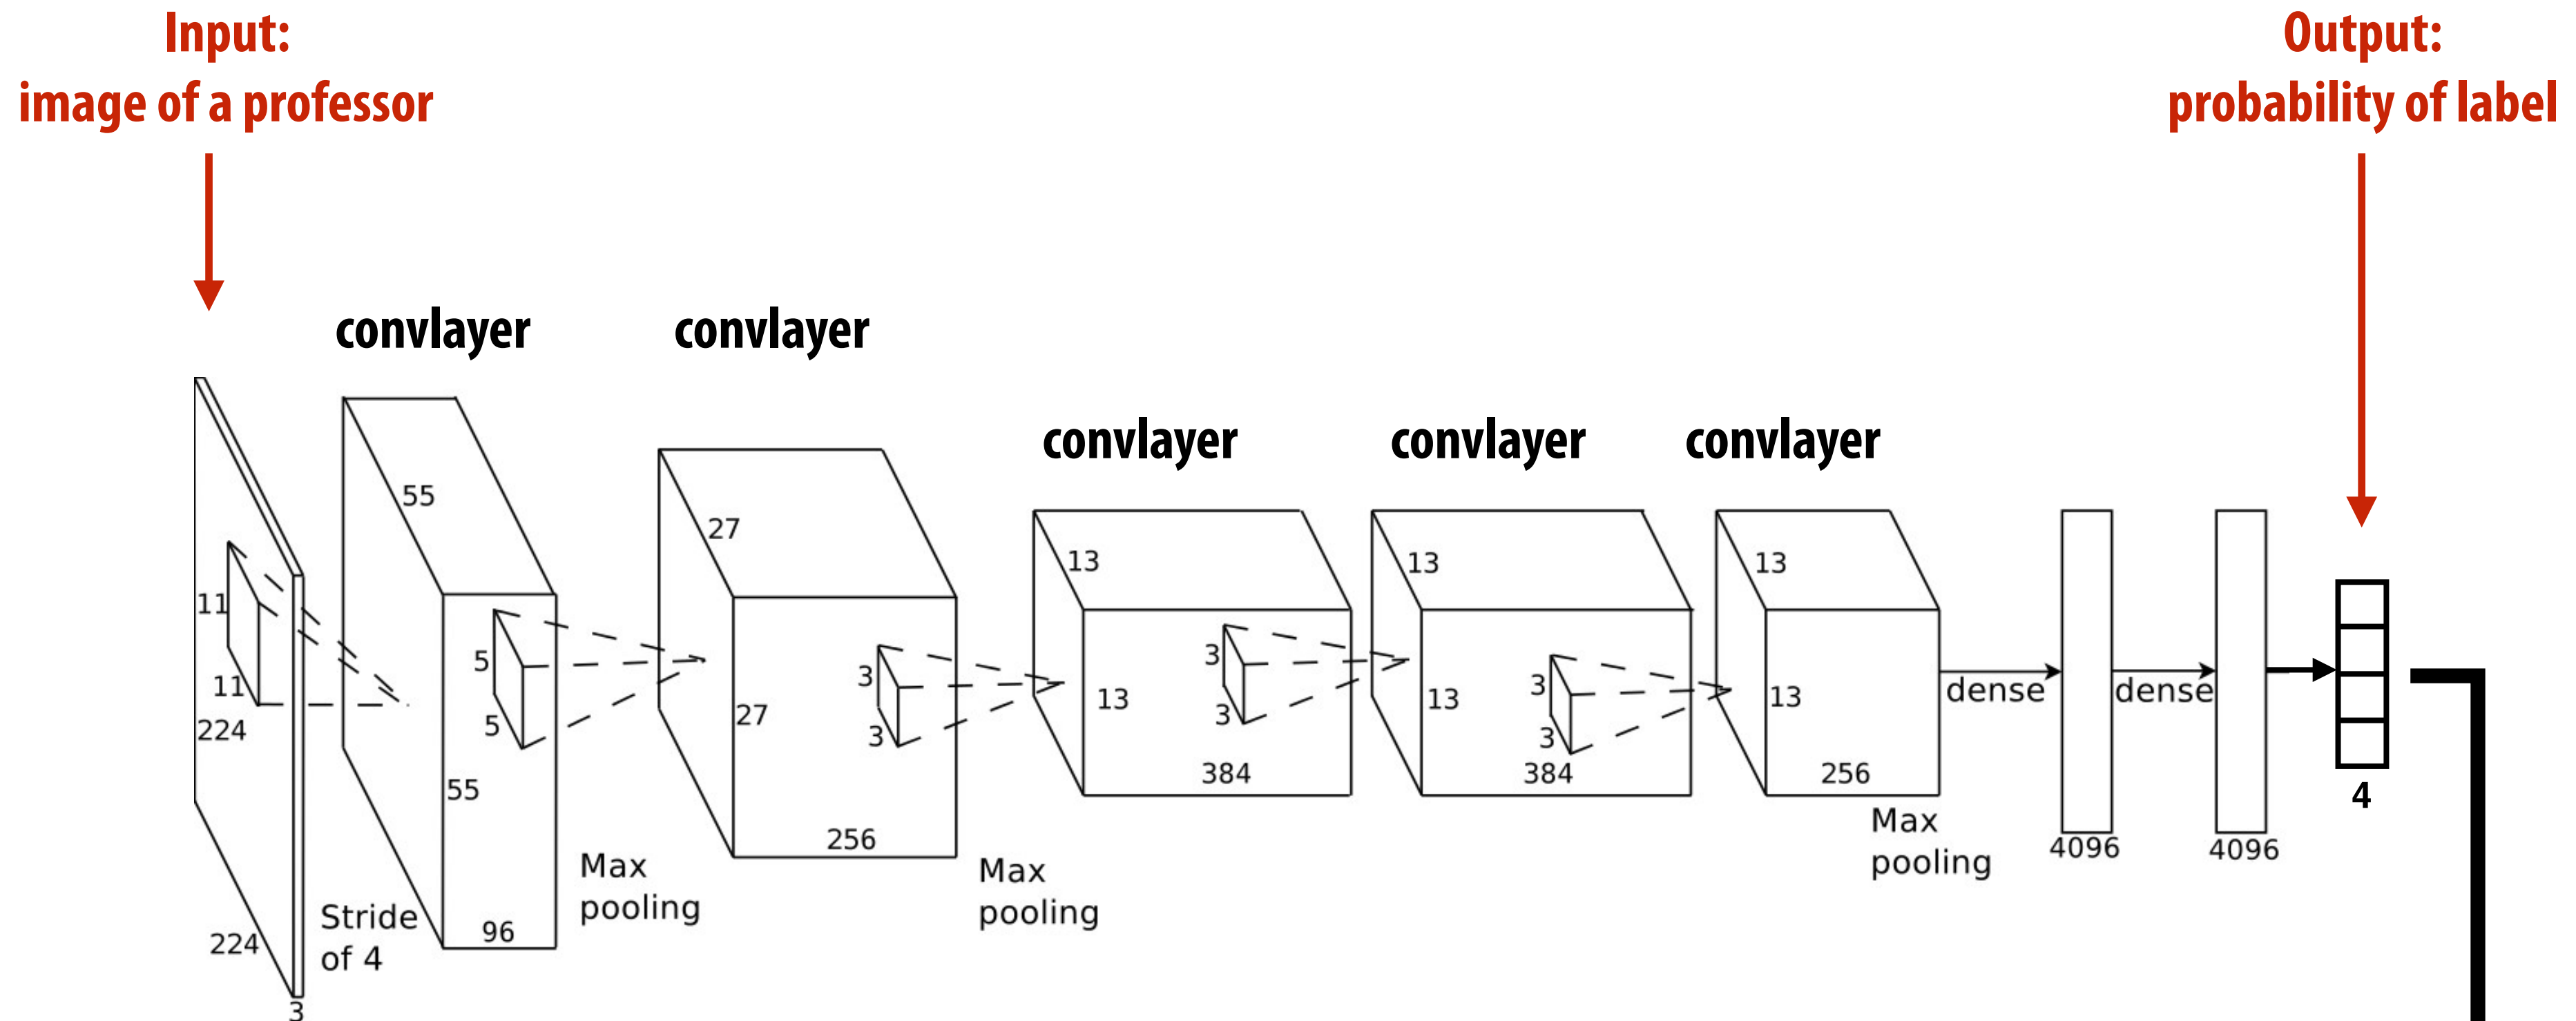 Input:
image of a professor
Output:
probability of label
convlayer
convlayer
convlayer
convlayer
convlayer
11
11
224
224
3
Stride
of 4
55
55
96
5
5
Max
pooling
27
27
256
3
3
Max
pooling
13
13
384
3
3
13
13
384
3
3
13
13
256
Max
pooling
dense
4096
dense
4096
4